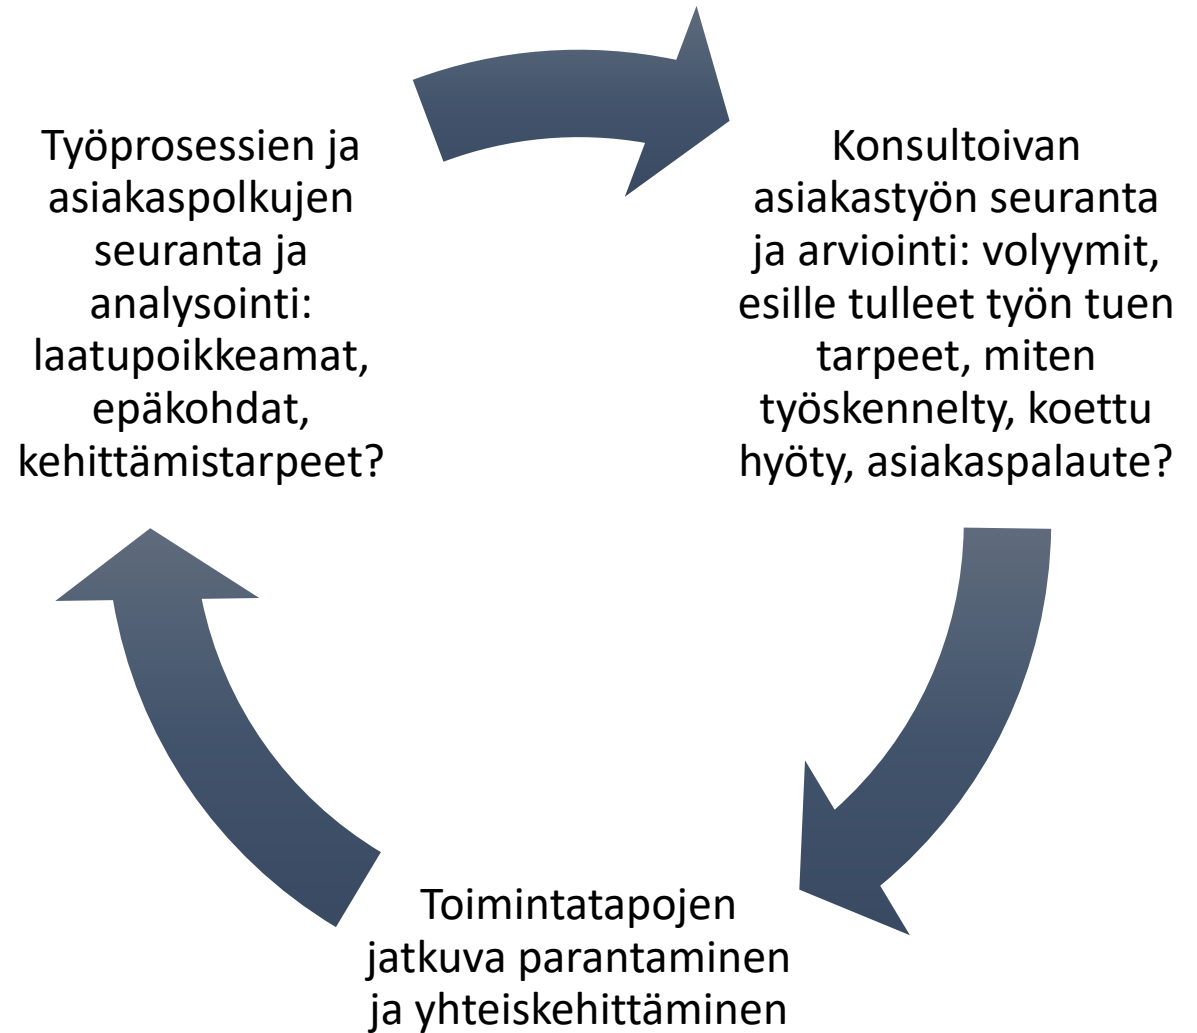 Työprosessien ja
asiakaspolkujen
seuranta ja
analysointi:
laatupoikkeamat,
epäkohdat,
kehittämistarpeet?
Konsultoivan
asiakastyön seuranta
ja arviointi: volyymit,
esille tulleet työn tuen
tarpeet, miten
työskennelty, koettu
hyöty, asiakaspalaute?
Toimintatapojen
jatkuva parantaminen
ja yhteiskehittäminen